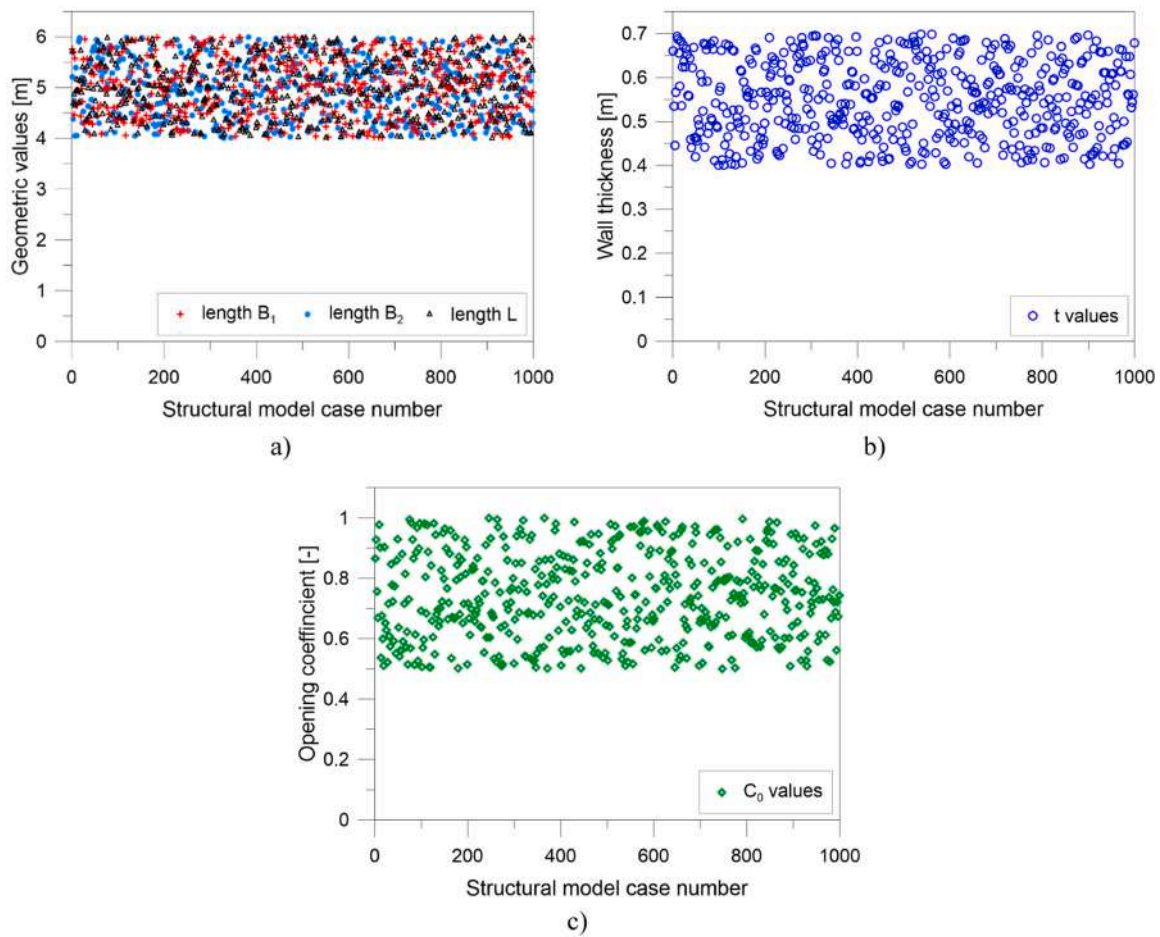 6
5
4
3
2
1
0
Geometric values [m]
length B₁ length B₂ length L
0 200 400 600 800 1000
Structural model case number
a)
0.7
0.6
0.5
0.4
0.3
0.2
0.1
0
Wall thickness [m]
t values
0 200 400 600 800 1000
Structural model case number
b)
1
0.8
0.6
0.4
0.2
0
Opening coeffincient [-]
C₀ values
0 200 400 600 800 1000
Structural model case number
c)